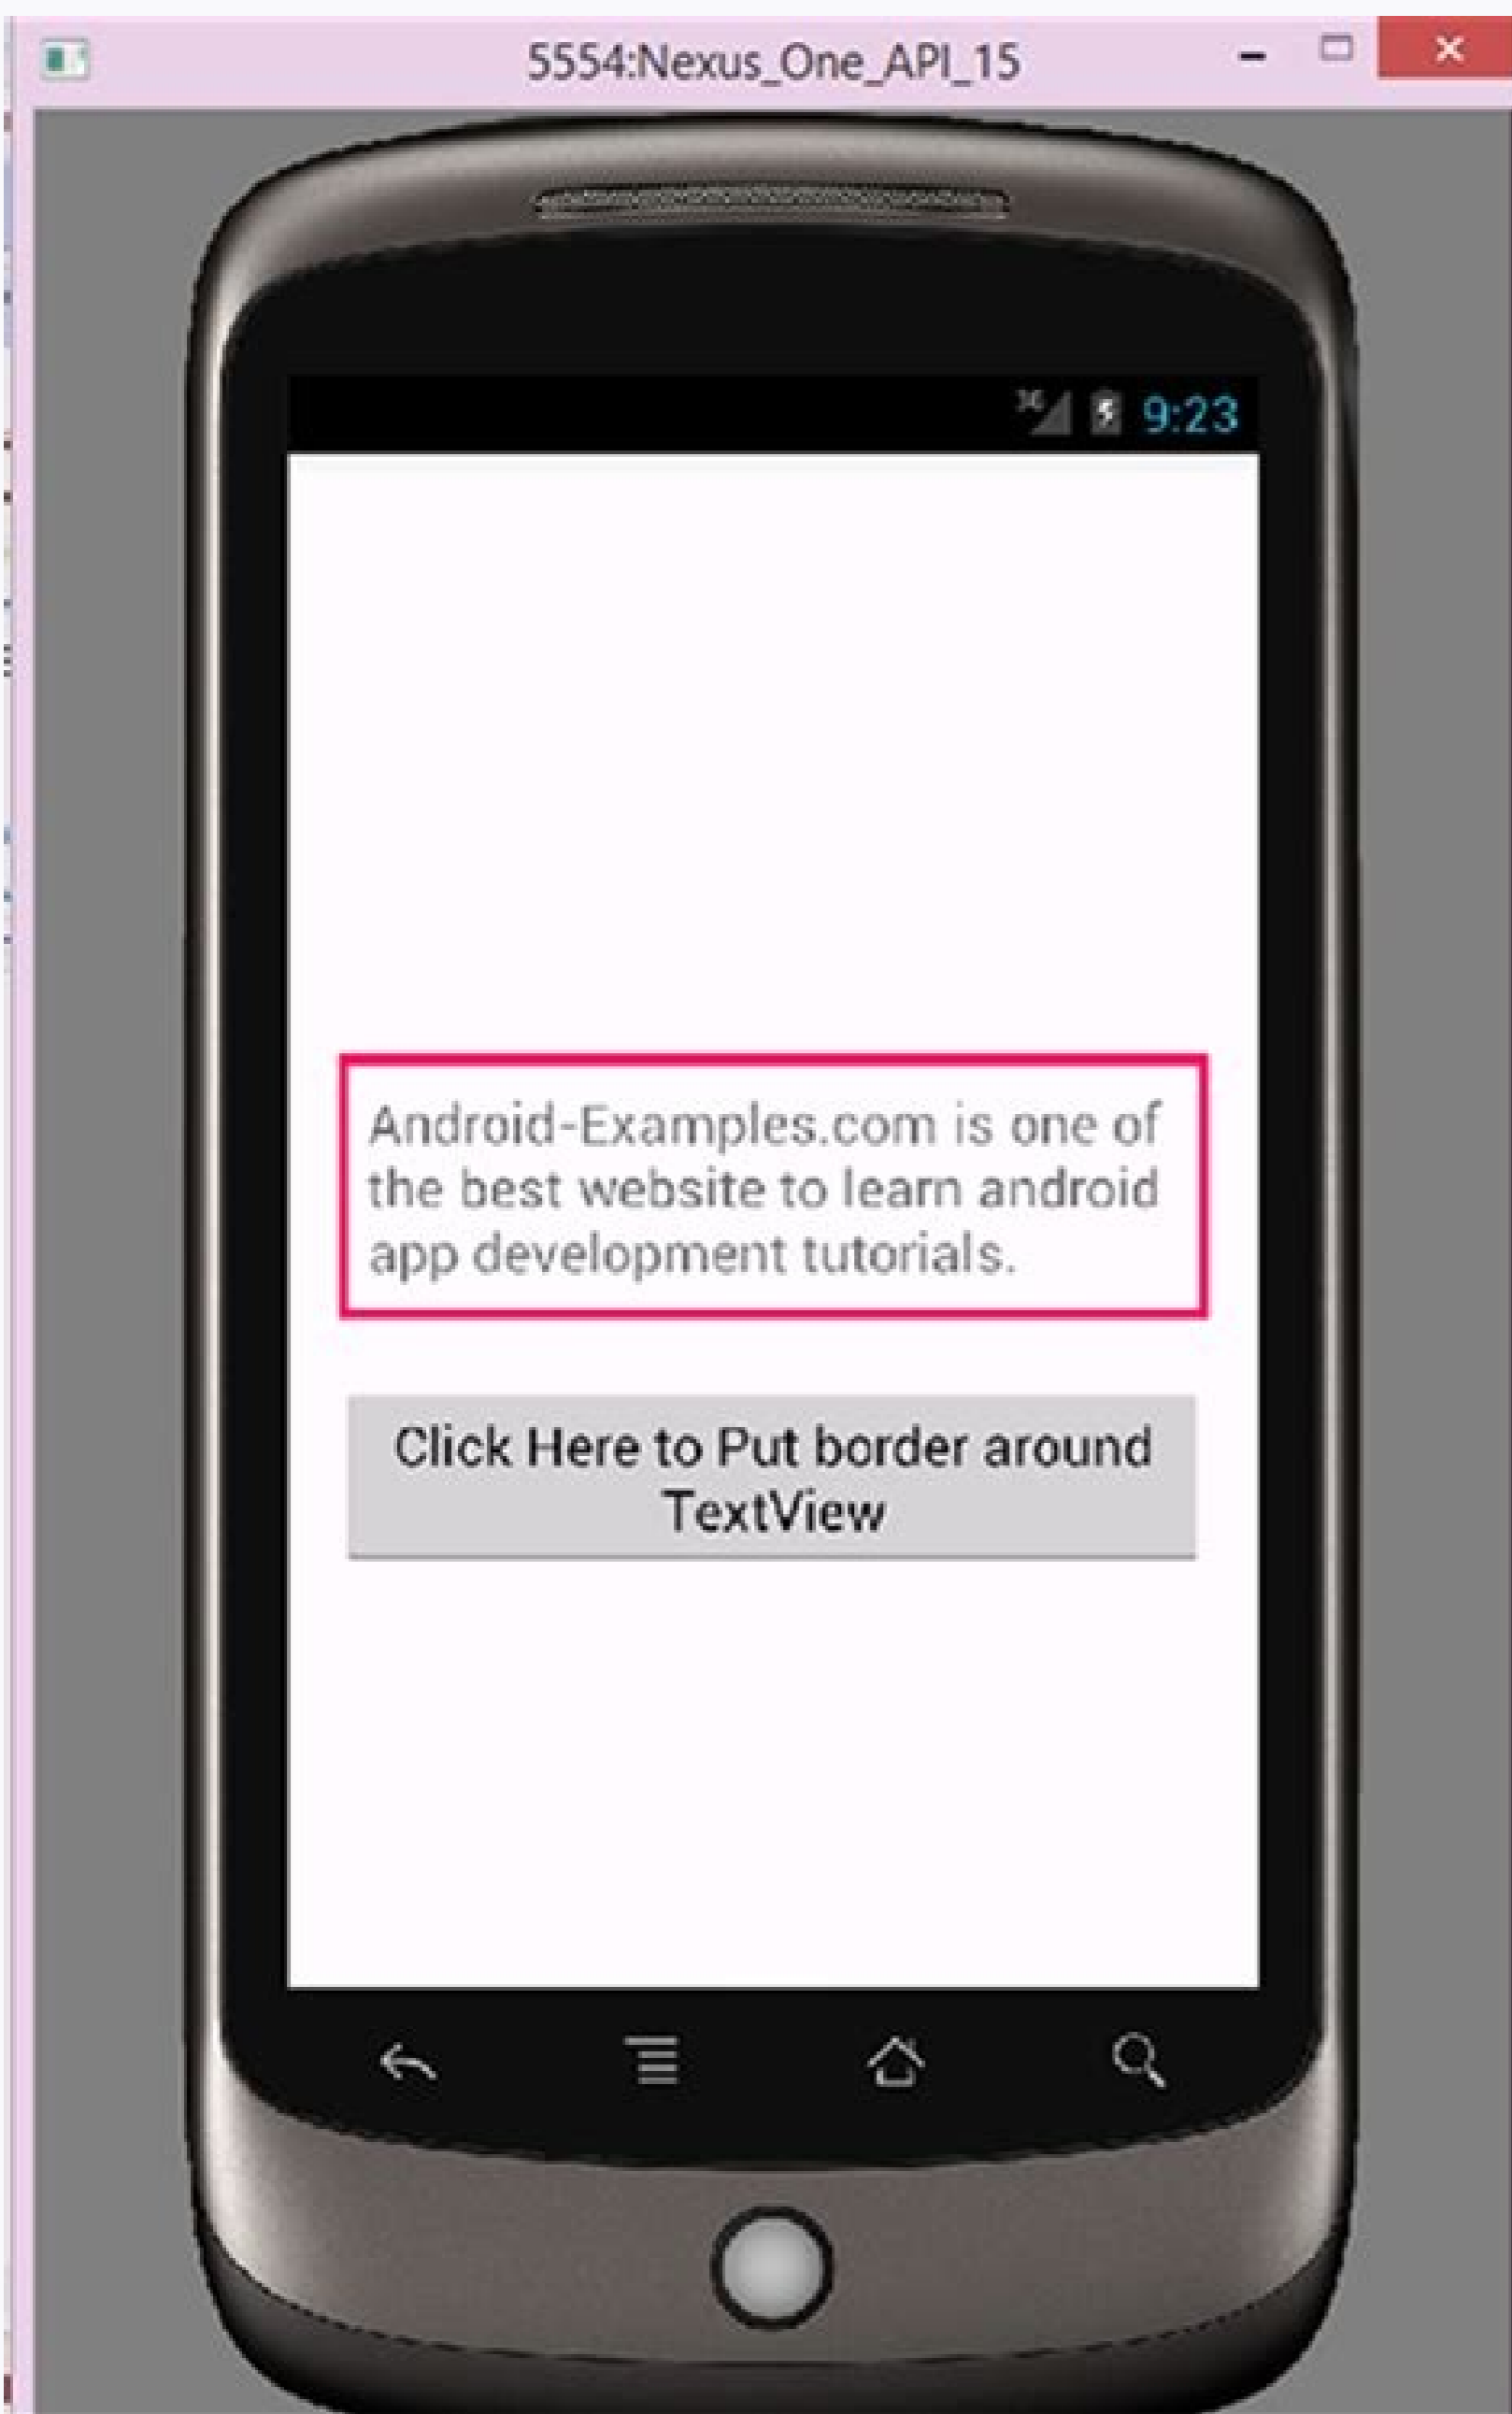 5554:Nexus_One_API_15
3G 9:23
Android-Examples.com is one of
the best website to learn android
app development tutorials.
Click Here to Put border around
TextView